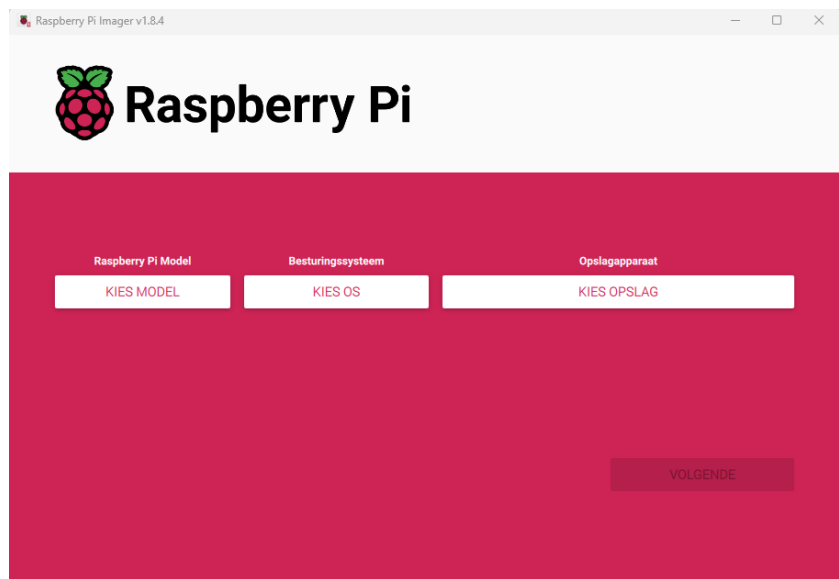 Raspberry Pi Imager v1.8.4
Raspberry Pi
Raspberry Pi Model
Besturingssysteem
Opslagapparaat
KIES MODEL
KIES OS
KIES OPSLAG
VOLGENDE